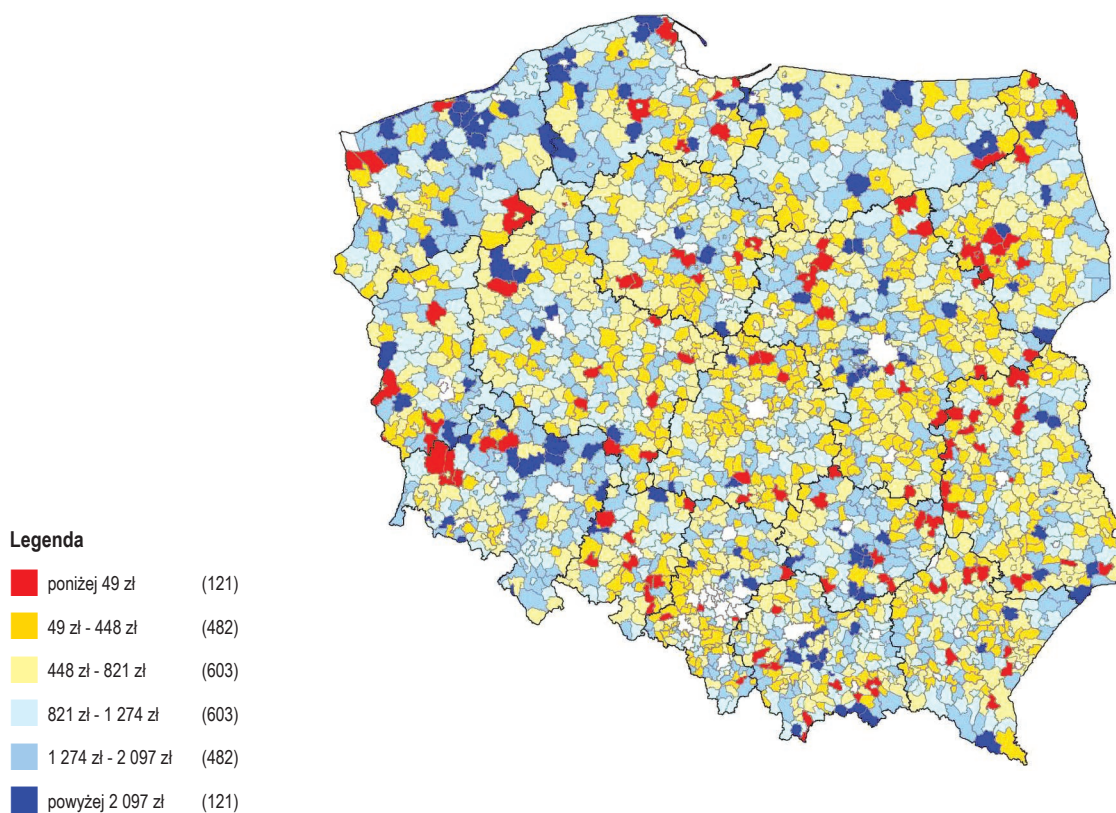 Legenda
poniżej 49 zł (121)
49 zł - 448 zł (482)
448 zł - 821 zł (603)
821 zł - 1 274 zł (603)
1 274 zł - 2 097 zł (482)
powyżej 2 097 zł (121)